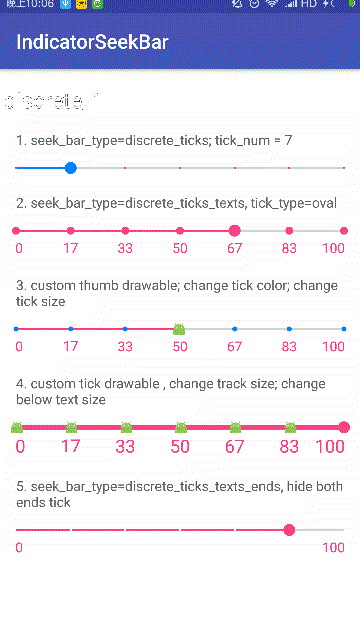 晚上10:06 HD
IndicatorSeekBar
discrete 1
1. seek_bar_type=discrete_ticks; tick_num = 7
2. seek_bar_type=discrete_ticks_texts, tick_type=oval
0 17 33 50 67 83 100
3. custom thumb drawable; change tick color; change
tick size
0 17 33 50 67 83 100
4. custom tick drawable , change track size; change
below text size
0 17 33 50 67 83 100
5. seek_bar_type=discrete_ticks_texts_ends, hide both
ends tick
0 100